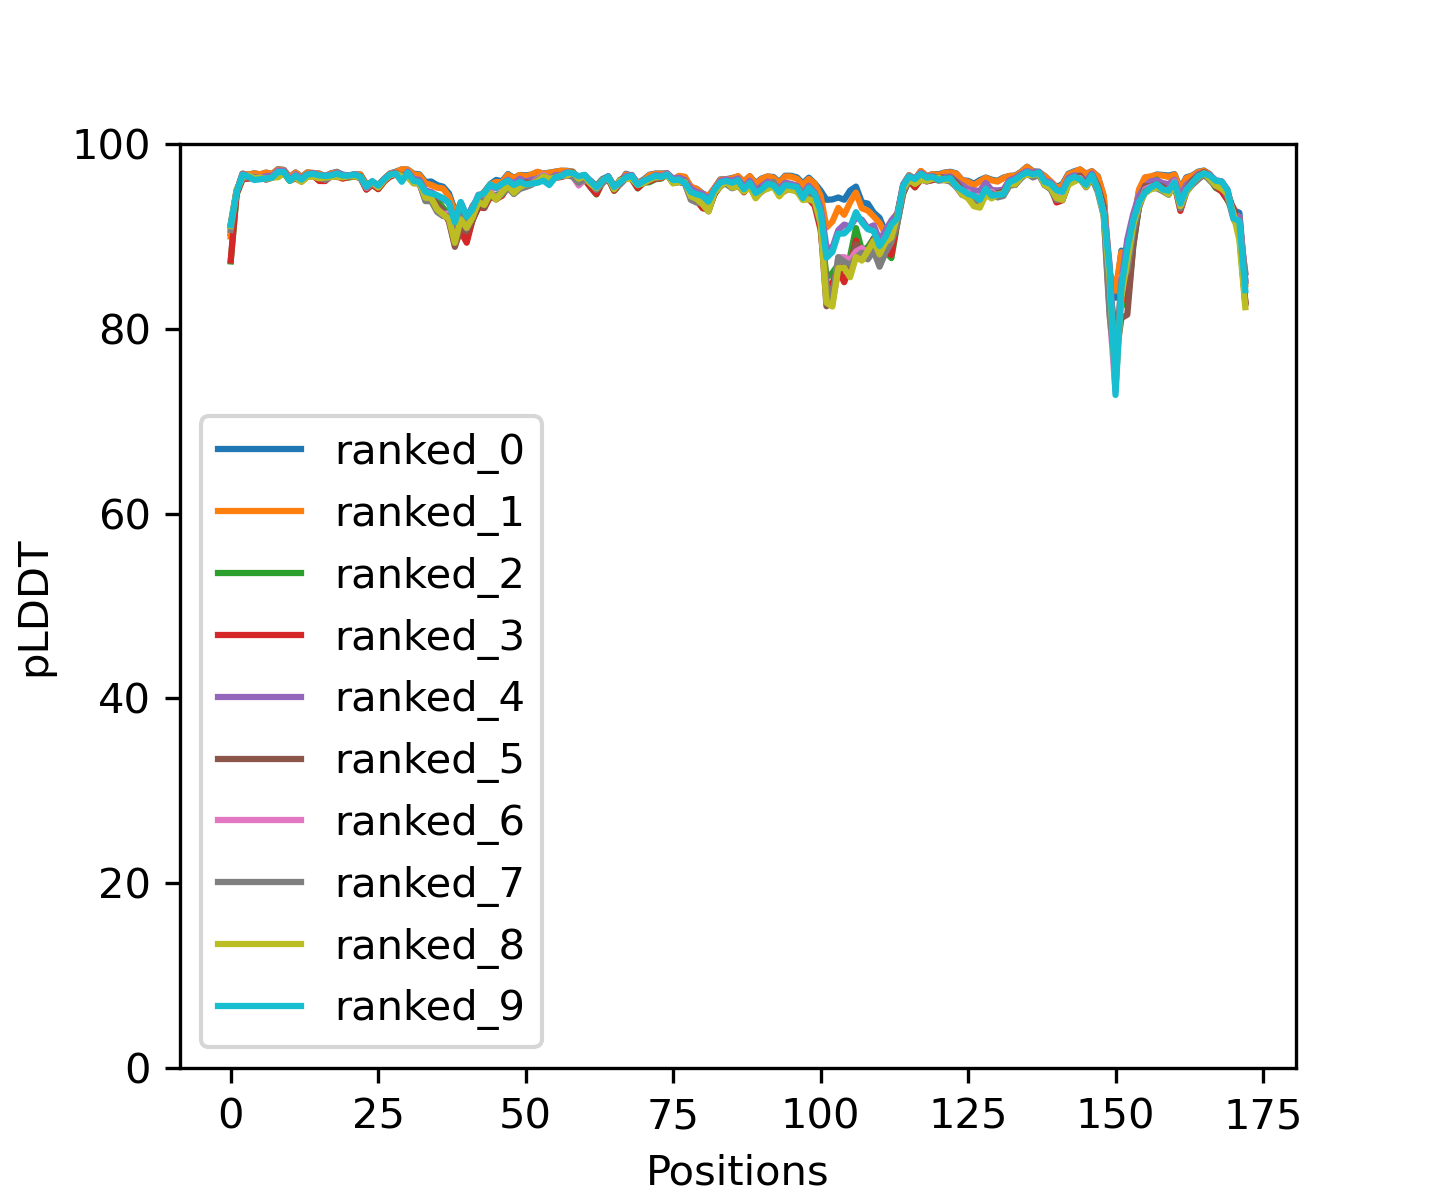 100
80
60
40
20
0
pLDDT
ranked_0
ranked_1
ranked_2
ranked_3
ranked_4
ranked_5
ranked_6
ranked_7
ranked_8
ranked_9
0 25 50 75 100 125 150 175
Positions